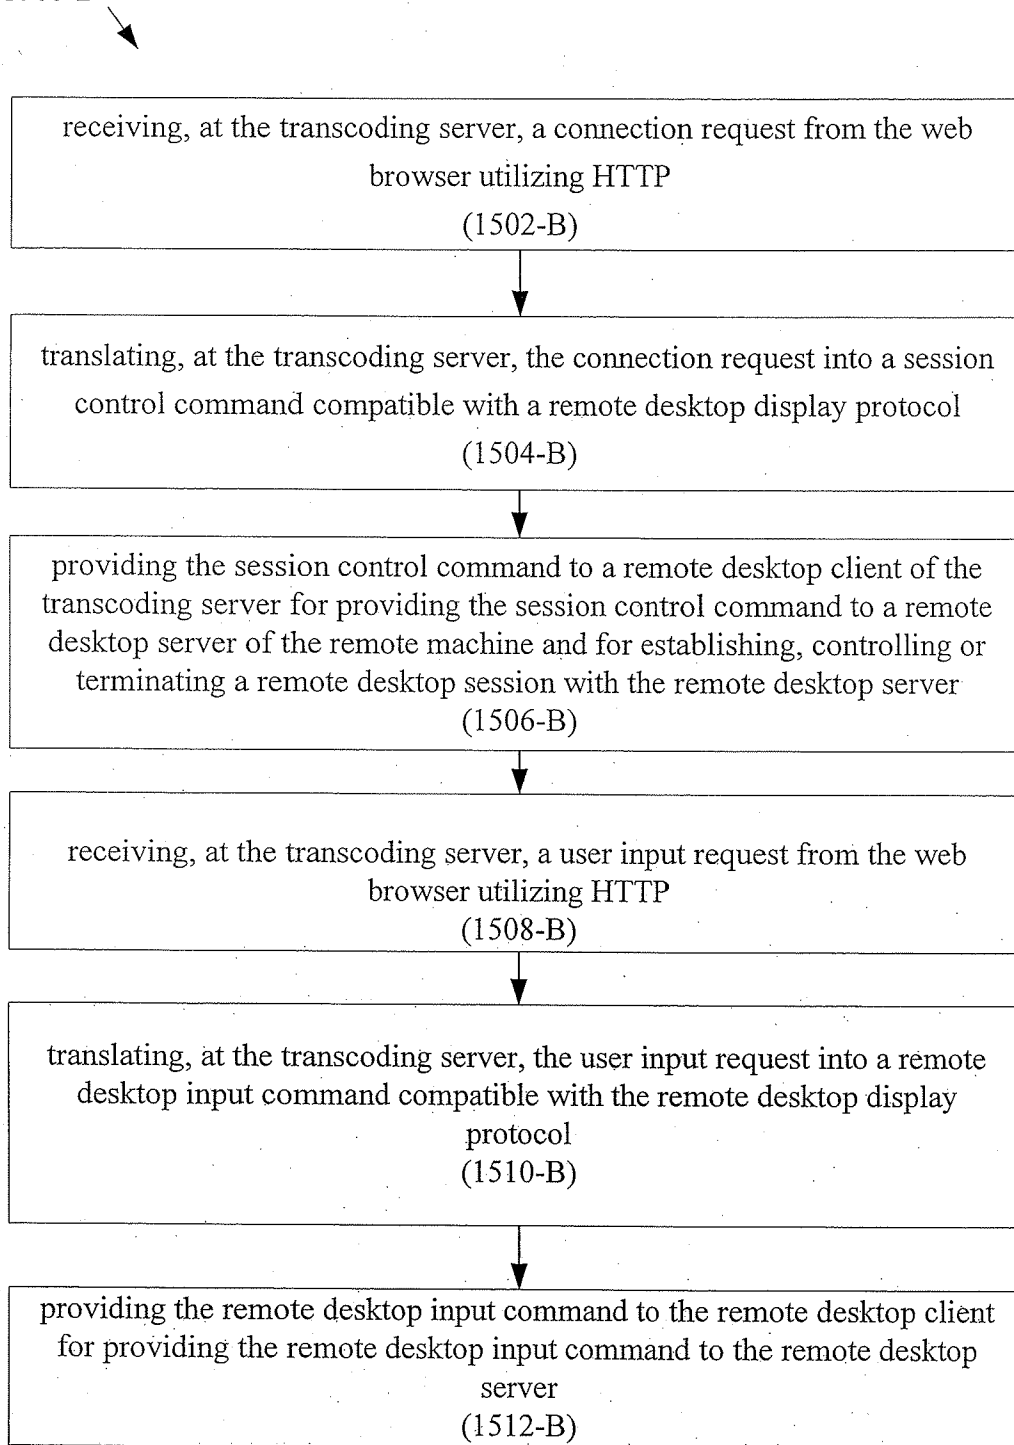 receiving, at the transcoding server, a connection request from the web
browser utilizing HTTP
(1502-B)
translating, at the transcoding server, the connection request into a session
control command compatible with a remote desktop display protocol
(1504-B)
providing the session control command to a remote desktop client of the
transcoding server for providing the session control command to a remote
desktop server of the remote machine and for establishing, controlling or
terminating a remote desktop session with the remote desktop server
(1506-B)
receiving, at the transcoding server, a user input request from the web
browser utilizing HTTP
(1508-B)
translating, at the transcoding server, the user input request into a remote
desktop input command compatible with the remote desktop display
protocol
(1510-B)
providing the remote desktop input command to the remote desktop client
for providing the remote desktop input command to the remote desktop
server
(1512-B)